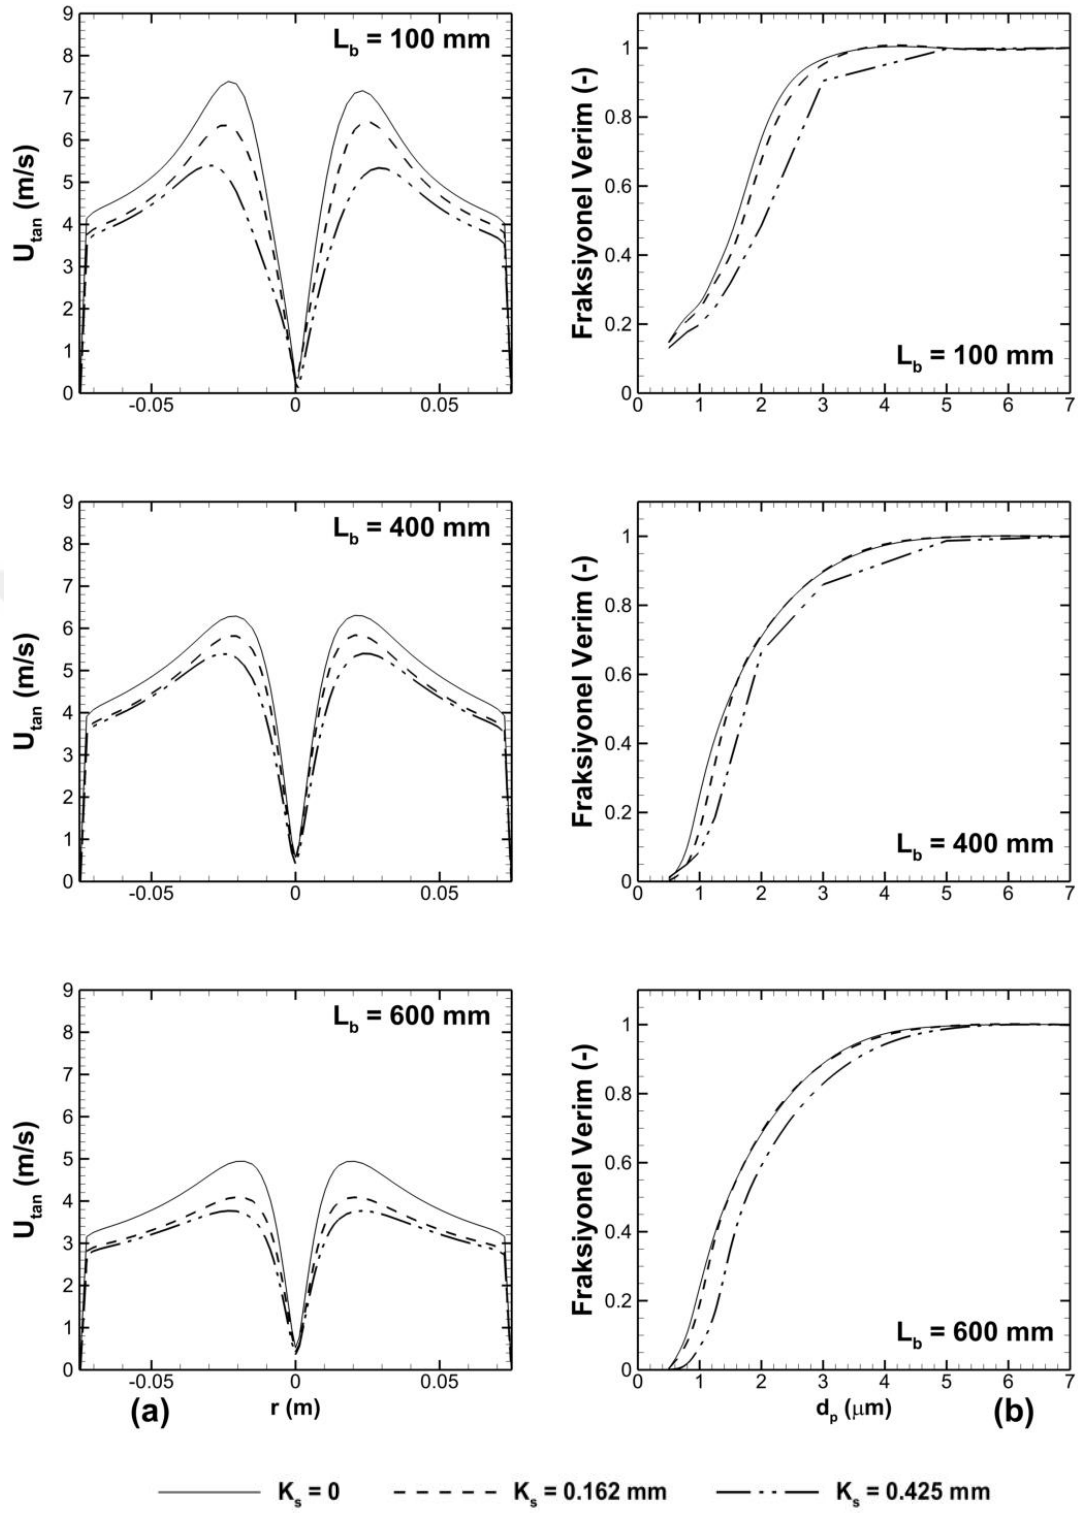 9
8
7
6
5
4
3
2
1
0
U_tan (m/s)
L_b = 100 mm
-0.05 0 0.05
1
0.8
0.6
0.4
0.2
0
Fraksiyonel Verim (-)
L_b = 100 mm
0 1 2 3 4 5 6 7
9
8
7
6
5
4
3
2
1
0
U_tan (m/s)
L_b = 400 mm
-0.05 0 0.05
1
0.8
0.6
0.4
0.2
0
Fraksiyonel Verim (-)
L_b = 400 mm
0 1 2 3 4 5 6 7
9
8
7
6
5
4
3
2
1
0
U_tan (m/s)
L_b = 600 mm
-0.05 0 0.05
(a) r (m)
1
0.8
0.6
0.4
0.2
0
Fraksiyonel Verim (-)
L_b = 600 mm
0 1 2 3 4 5 6 7
d_p (μm) (b)
K_s = 0 K_s = 0.162 mm K_s = 0.425 mm